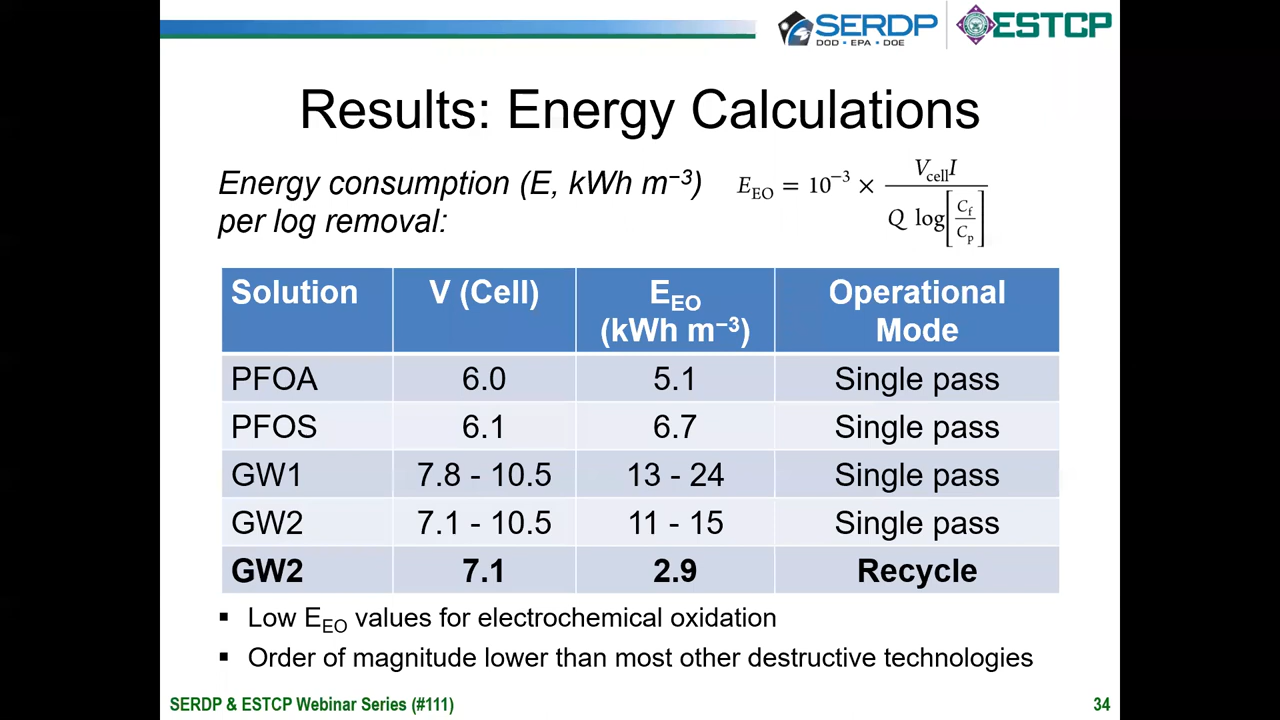 SERDP
DOD • EPA • DOE
ESTCP
Results: Energy Calculations
Energy consumption (E, kWh m⁻³)
per log removal:
E_EO = 10⁻³ × V_cell I / (Q log[C_f / C_p])
Solution V (Cell) E_EO (kWh m⁻³) Operational Mode
PFOA 6.0 5.1 Single pass
PFOS 6.1 6.7 Single pass
GW1 7.8 - 10.5 13 - 24 Single pass
GW2 7.1 - 10.5 11 - 15 Single pass
GW2 7.1 2.9 Recycle
▪ Low E_EO values for electrochemical oxidation
▪ Order of magnitude lower than most other destructive technologies
SERDP & ESTCP Webinar Series (#111) 34